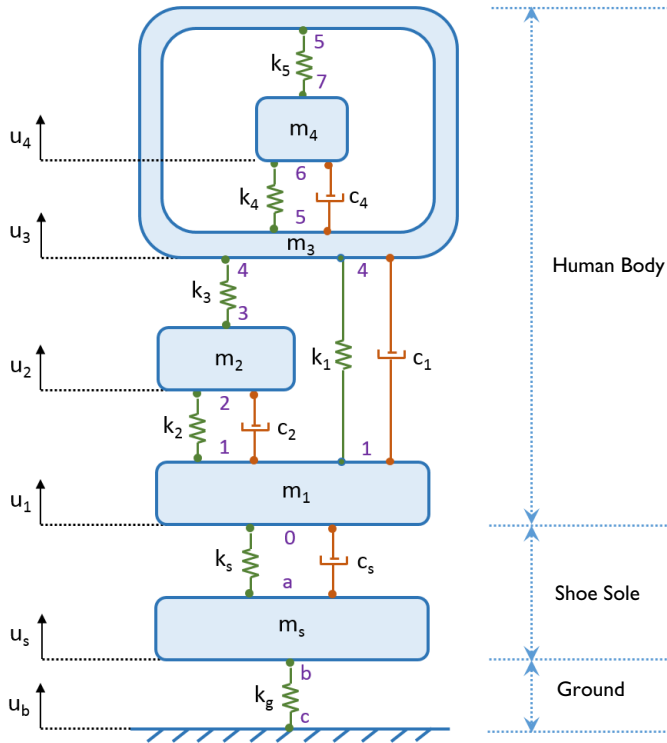 5
k5
7
m4
u4
6
k4
c4
5
u3
m3
4
4
Human Body
k3
3
m2
k1
c1
u2
2
k2
c2
1
1
m1
u1
0
ks
cs
a
Shoe Sole
ms
us
b
kg
Ground
ub
c